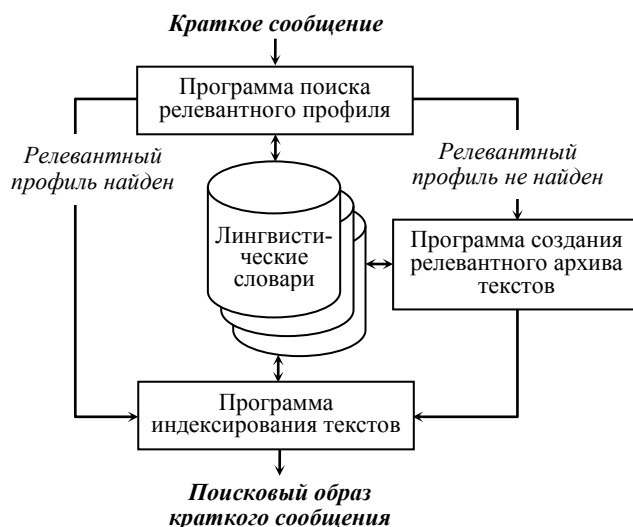 Краткое сообщение
Программа поиска
релевантного профиля
Релевантный
профиль найден
Релевантный
профиль не найден
Лингвисти-
ческие
словари
Программа создания
релевантного архива
текстов
Программа
индексирования текстов
Поисковый образ
краткого сообщения